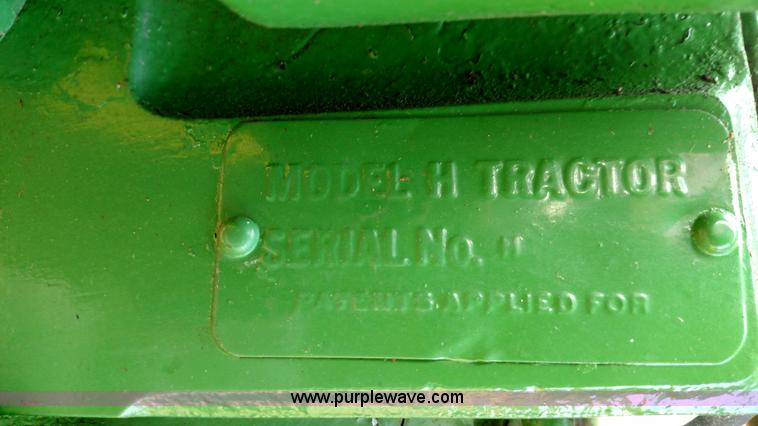 MODEL H TRACTOR
SERIAL No. H
PATENTS APPLIED FOR
www.purplewave.com